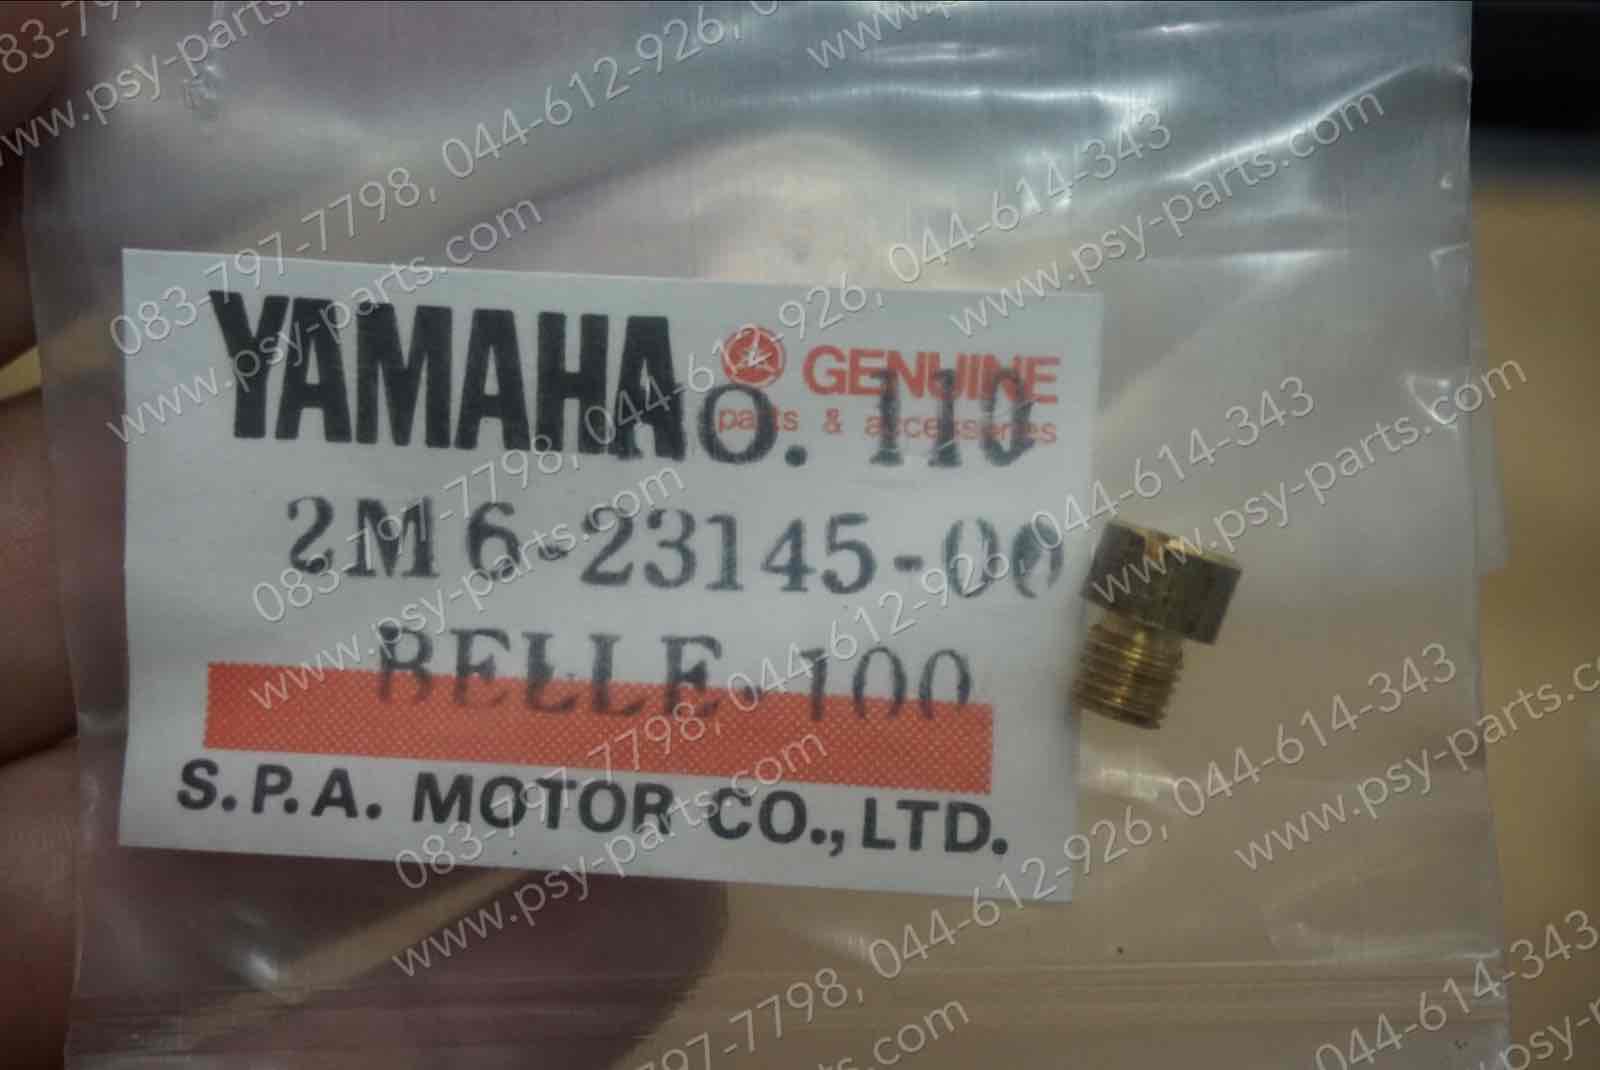 YAMAHA GENUINE
parts & accessories
O. 110
2M6-23145-00
BELLE 100
S.P.A. MOTOR CO., LTD.
083-797-7798, 044-612-926, 044-614-343
www.psy-parts.com